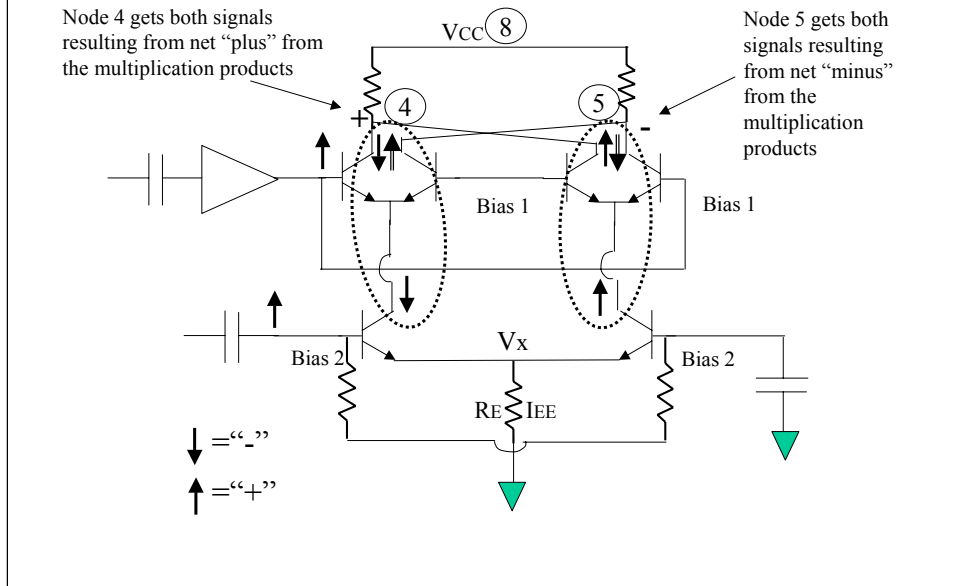 Node 4 gets both signals
resulting from net “plus” from
the multiplication products
Vcc 8
Node 5 gets both
signals resulting
from net “minus”
from the
multiplication
products
4
5
+
-
Bias 1
Bias 1
Vx
Bias 2
Bias 2
RE
IEE
=“-”
=“+”